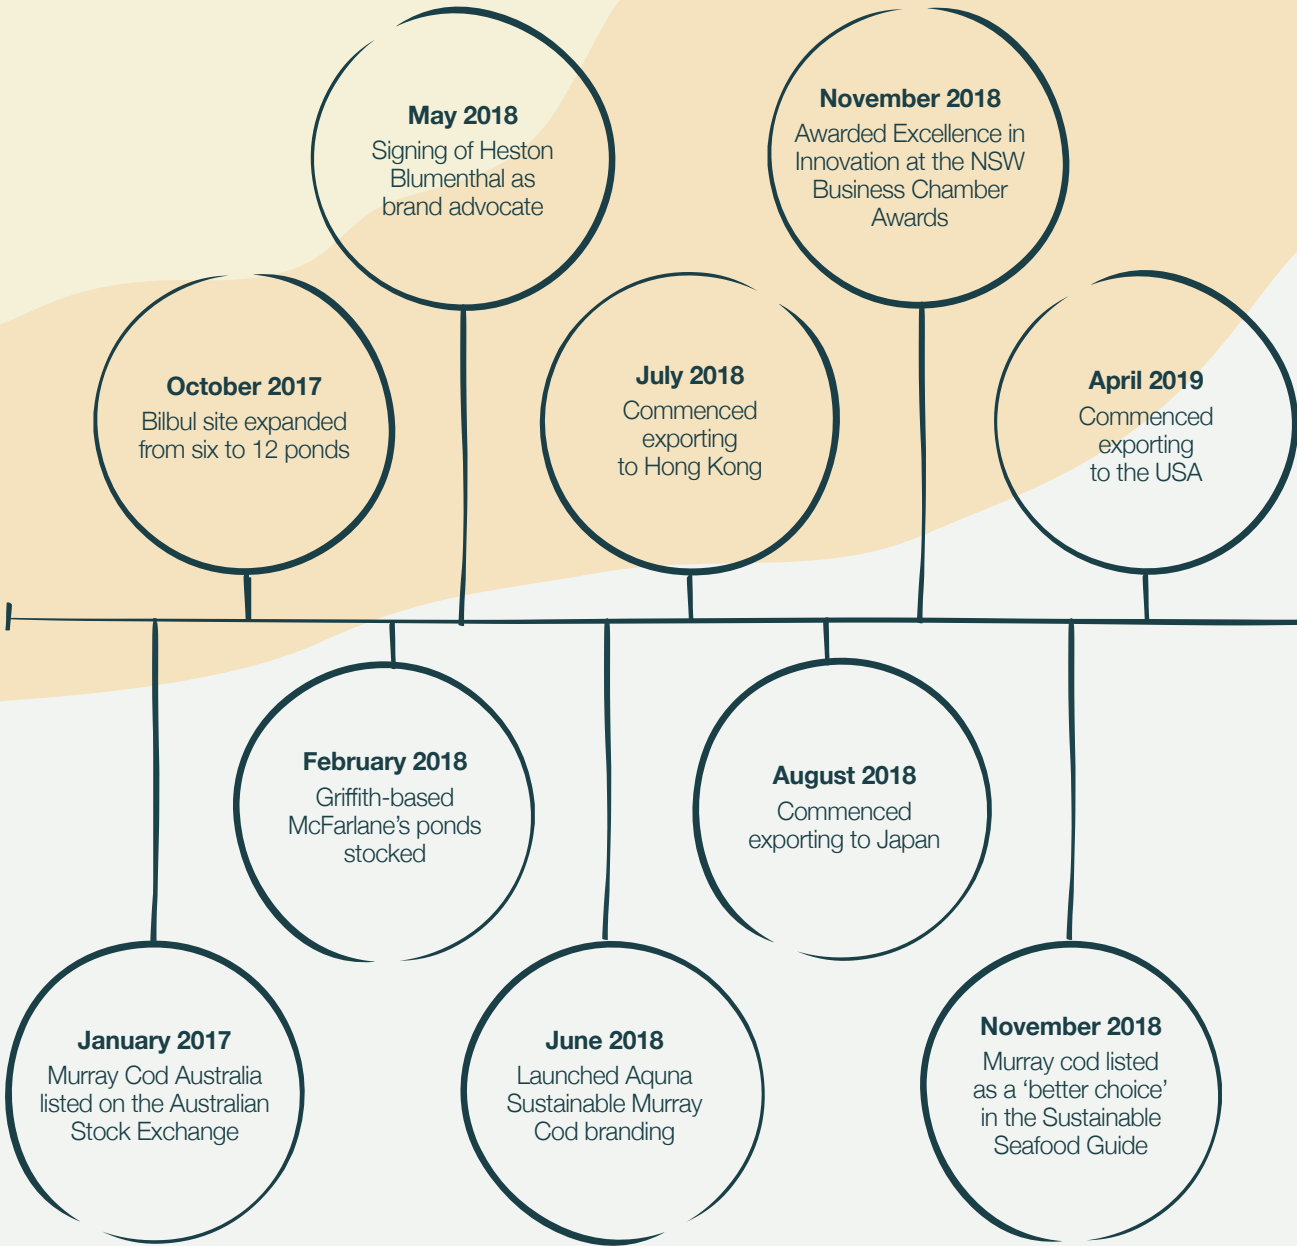 May 2018
Signing of Heston
Blumenthal as
brand advocate
November 2018
Awarded Excellence in
Innovation at the NSW
Business Chamber
Awards
October 2017
Bilbul site expanded
from six to 12 ponds
July 2018
Commenced
exporting
to Hong Kong
April 2019
Commenced
exporting
to the USA
February 2018
Griffith-based
McFarlane’s ponds
stocked
August 2018
Commenced
exporting to Japan
January 2017
Murray Cod Australia
listed on the Australian
Stock Exchange
June 2018
Launched Aquna
Sustainable Murray
Cod branding
November 2018
Murray cod listed
as a ‘better choice’
in the Sustainable
Seafood Guide